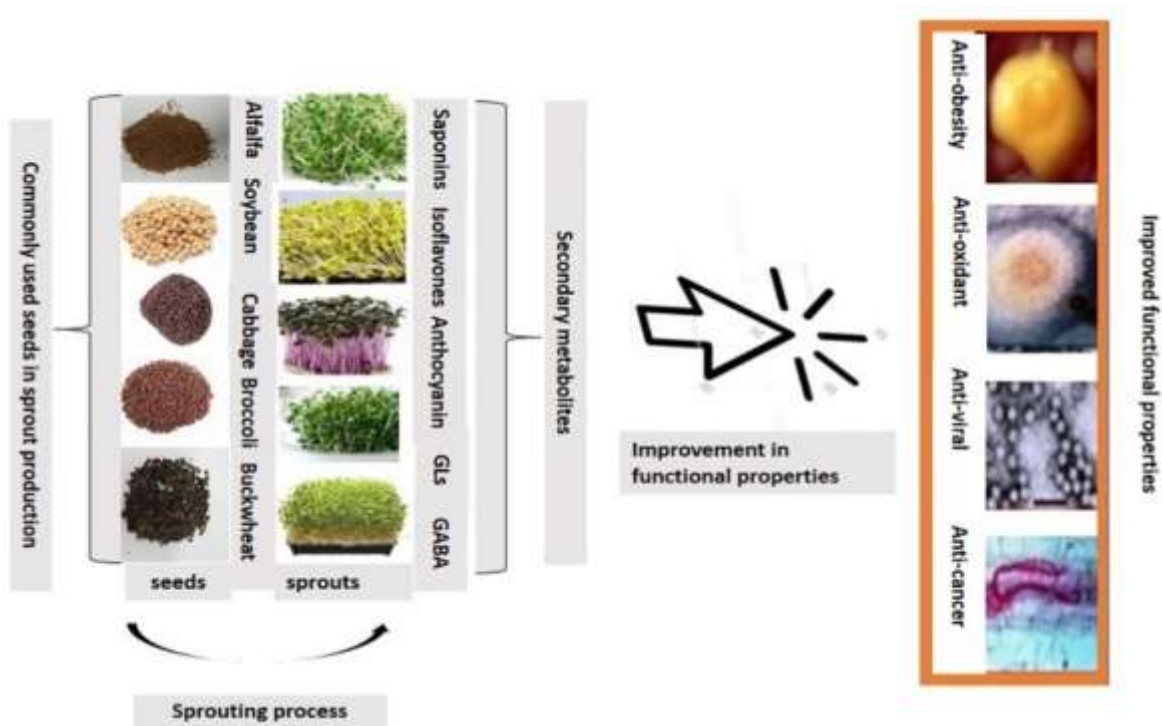 Commonly used seeds in sprout production
Alfalfa
Soybean
Cabbage
Broccoli
Buckwheat
seeds
sprouts
Saponins
Isoflavones
Anthocyanin
GLs
GABA
Secondary metabolites
Sprouting process
Improvement in
functional properties
Anti-obesity
Anti-oxidant
Anti-viral
Anti-cancer
Improved functional properties